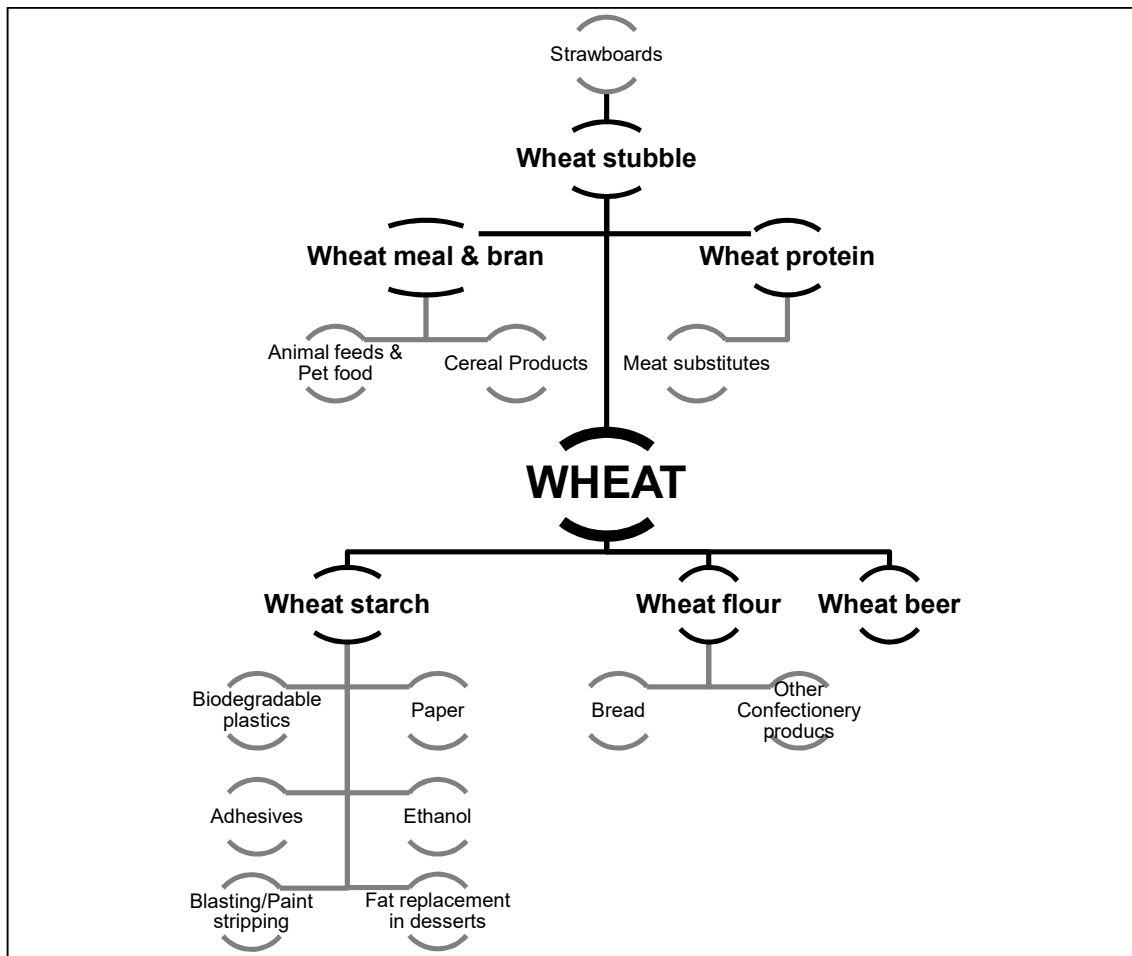 Strawboards
Wheat stubble
Wheat meal & bran
Wheat protein
Animal feeds &
Pet food
Cereal Products
Meat substitutes
WHEAT
Wheat starch
Wheat flour
Wheat beer
Biodegradable
plastics
Paper
Bread
Other
Confectionery
producs
Adhesives
Ethanol
Blasting/Paint
stripping
Fat replacement
in desserts